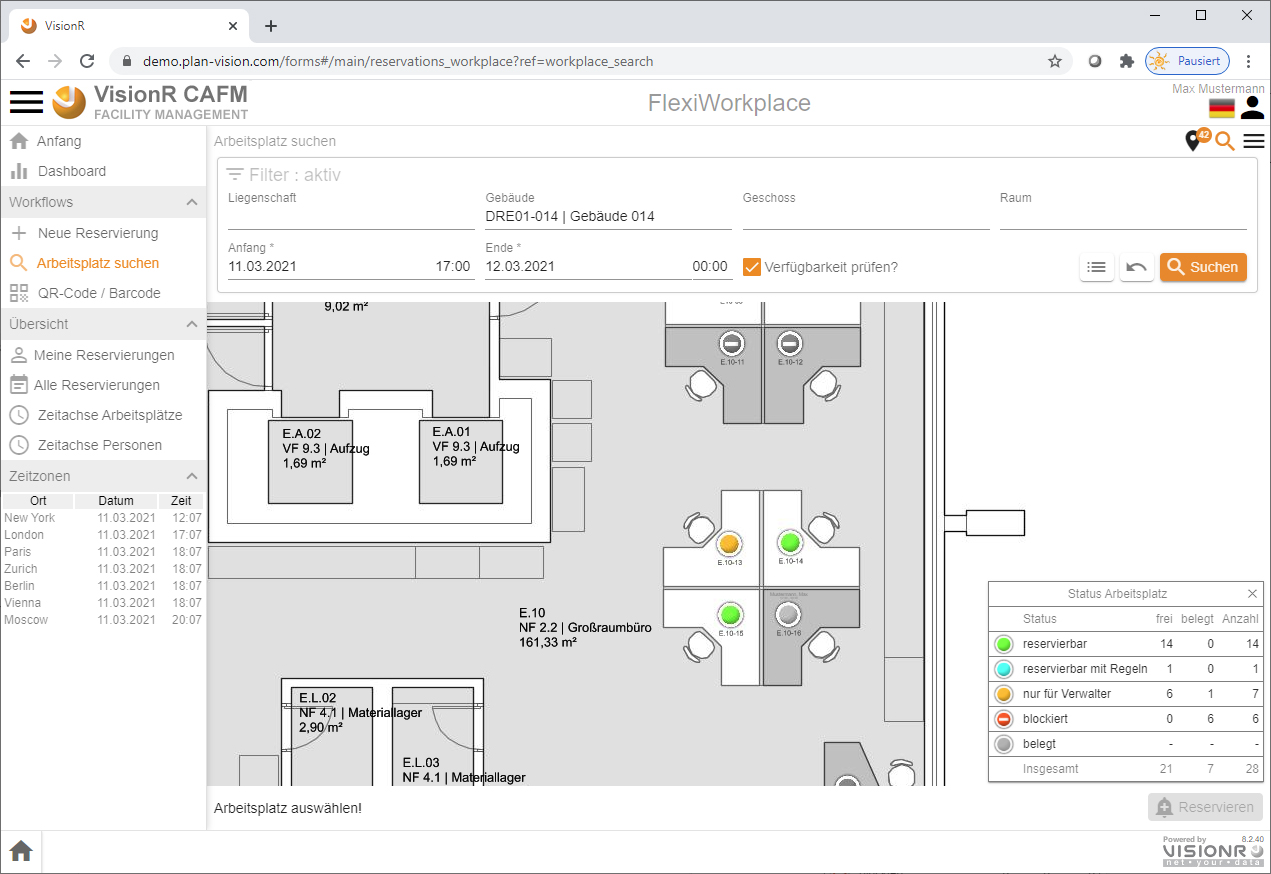 VisionR
demo.plan-vision.com/forms#/main/reservations_workplace?ref=workplace_search
Pausiert
VisionR CAFM
FACILITY MANAGEMENT
FlexiWorkplace
Max Mustermann
Anfang
Dashboard
Workflows
Neue Reservierung
Arbeitsplatz suchen
QR-Code / Barcode
Übersicht
Meine Reservierungen
Alle Reservierungen
Zeitachse Arbeitsplätze
Zeitachse Personen
Zeitzonen
Ort Datum Zeit
New York 11.03.2021 12:07
London 11.03.2021 17:07
Paris 11.03.2021 18:07
Zurich 11.03.2021 18:07
Berlin 11.03.2021 18:07
Vienna 11.03.2021 18:07
Moscow 11.03.2021 20:07
Arbeitsplatz suchen
42
Filter : aktiv
Liegenschaft Gebäude Geschoss Raum
DRE01-014 | Gebäude 014
Anfang * Ende *
11.03.2021 17:00 12.03.2021 00:00 Verfügbarkeit prüfen? Suchen
9,02 m²
E.10-11 E.10-12
E.A.02
VF 9.3 | Aufzug
1,69 m²
E.A.01
VF 9.3 | Aufzug
1,69 m²
E.10-13 E.10-14
Mustermann, Max
E.10-15 E.10-16
E.10
NF 2.2 | Großraumbüro
161,33 m²
E.L.02
NF 4.1 | Materiallager
2,90 m²
E.L.03
NF 4.1 | Materiallager
Status Arbeitsplatz
Status frei belegt Anzahl
reservierbar 14 0 14
reservierbar mit Regeln 1 0 1
nur für Verwalter 6 1 7
blockiert 0 6 6
belegt - - -
Insgesamt 21 7 28
Arbeitsplatz auswählen!
Reservieren
Powered by 8.2.40
VISIONR
net • your • data